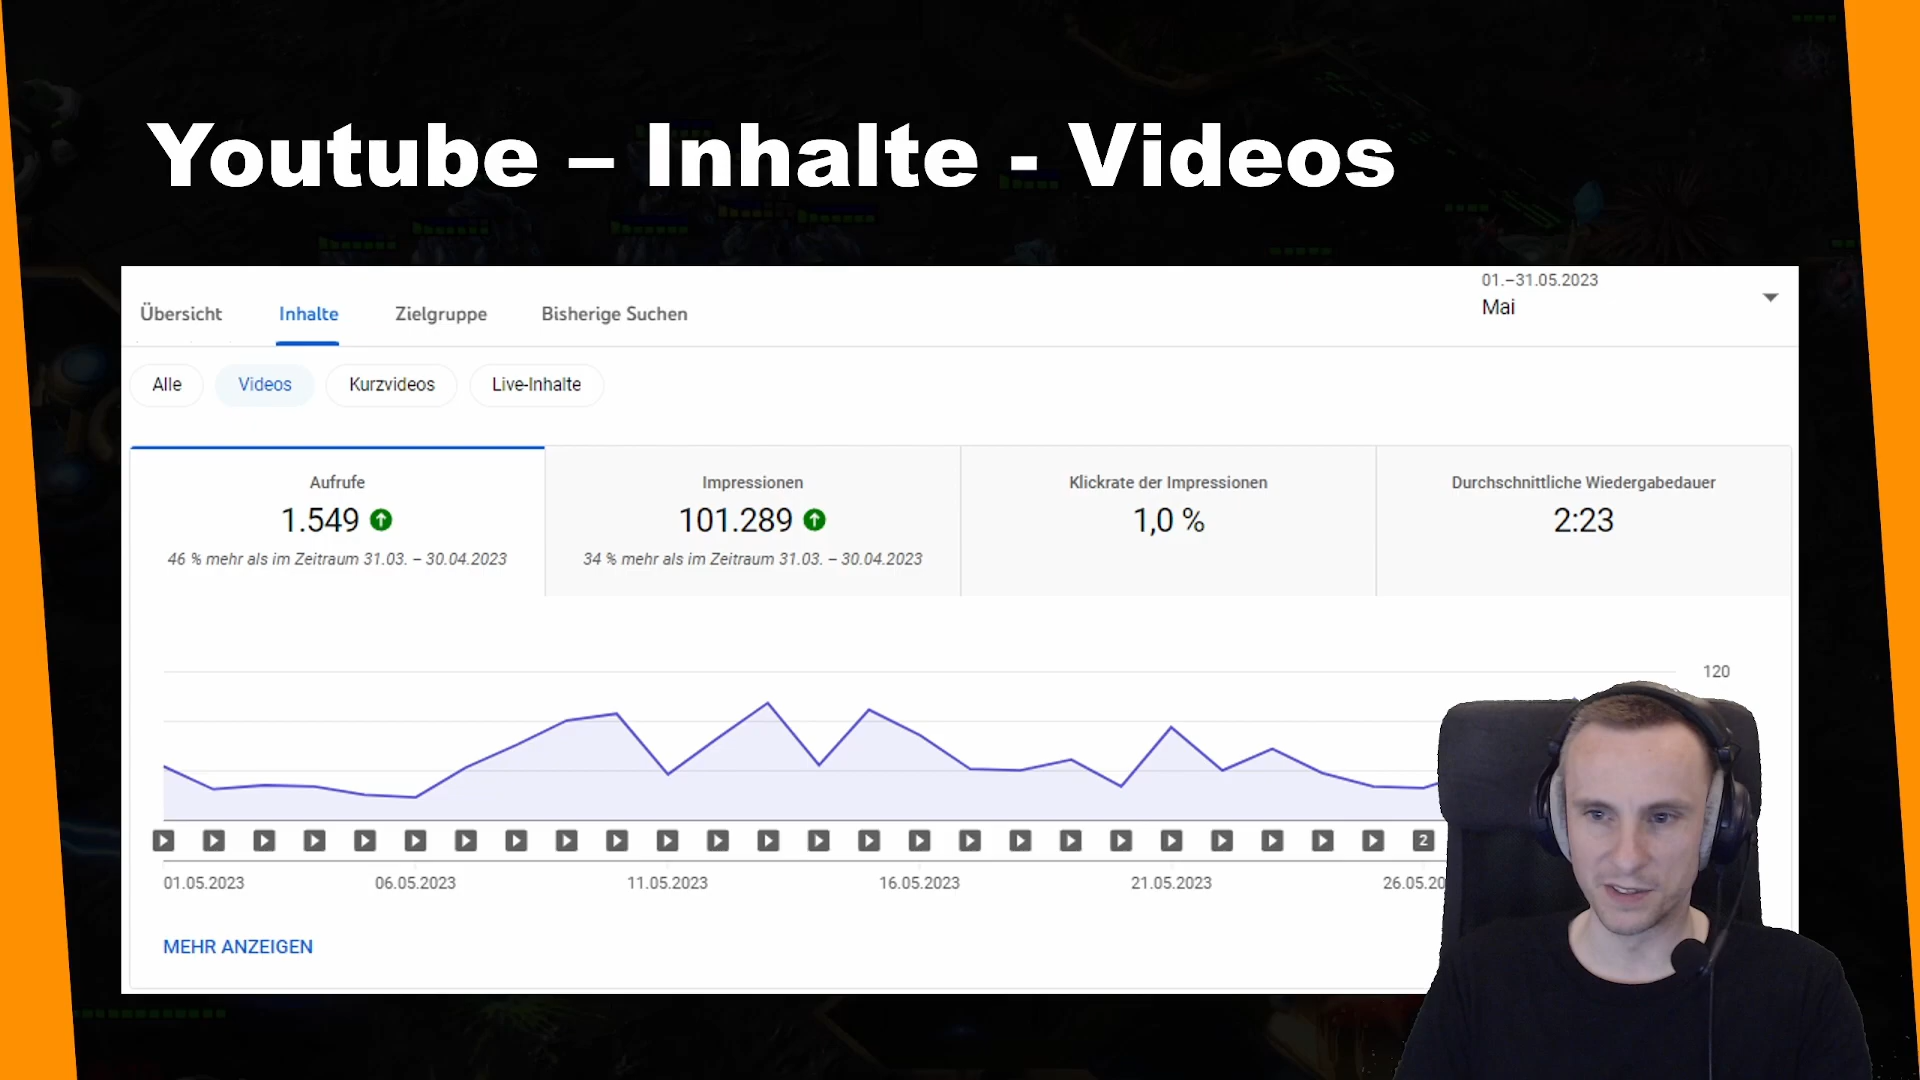 Youtube – Inhalte - Videos
Übersicht
Inhalte
Zielgruppe
Bisherige Suchen
01.–31.05.2023
Mai
Alle
Videos
Kurzvideos
Live-Inhalte
Aufrufe
1.549
46 % mehr als im Zeitraum 31.03. – 30.04.2023
Impressionen
101.289
34 % mehr als im Zeitraum 31.03. – 30.04.2023
Klickrate der Impressionen
1,0 %
Durchschnittliche Wiedergabedauer
2:23
120
2
01.05.2023
06.05.2023
11.05.2023
16.05.2023
21.05.2023
26.05.20
MEHR ANZEIGEN